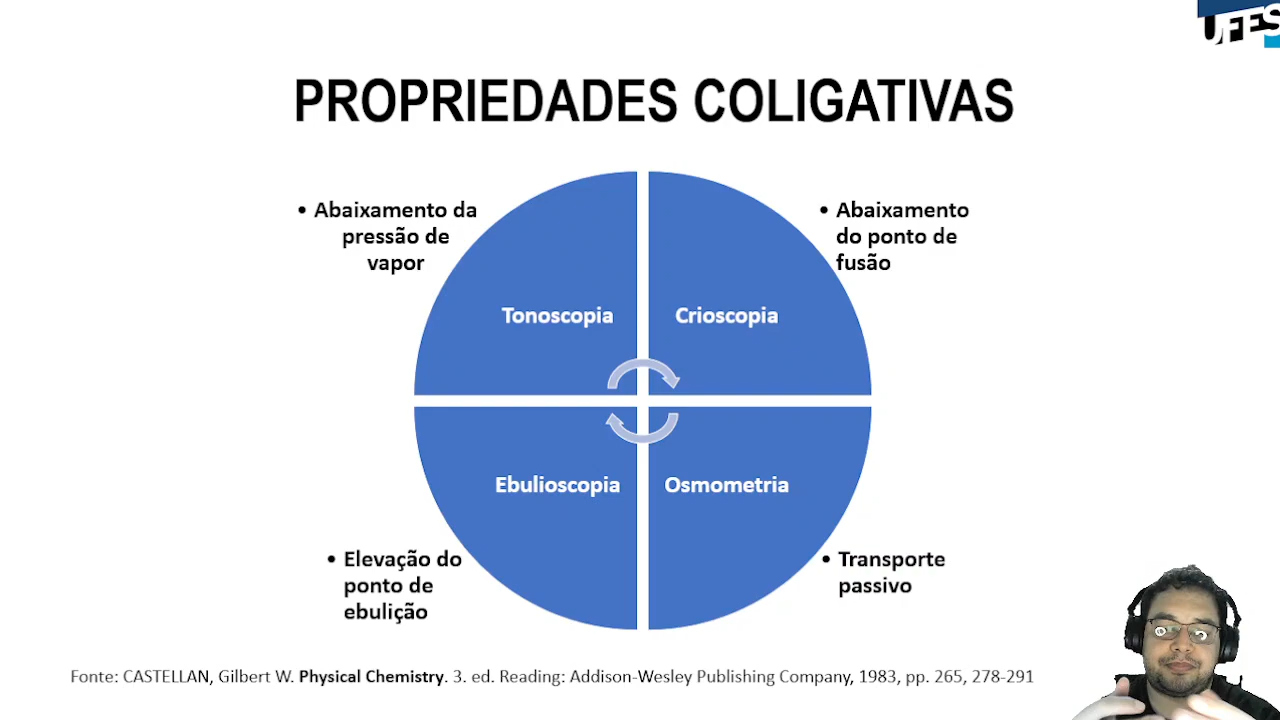 UFES
PROPRIEDADES COLIGATIVAS
• Abaixamento da
pressão de
vapor
• Abaixamento
do ponto de
fusão
Tonoscopia
Crioscopia
Ebulioscopia
Osmometria
• Elevação do
ponto de
ebulição
• Transporte
passivo
Fonte: CASTELLAN, Gilbert W. Physical Chemistry. 3. ed. Reading: Addison-Wesley Publishing Company, 1983, pp. 265, 278-291